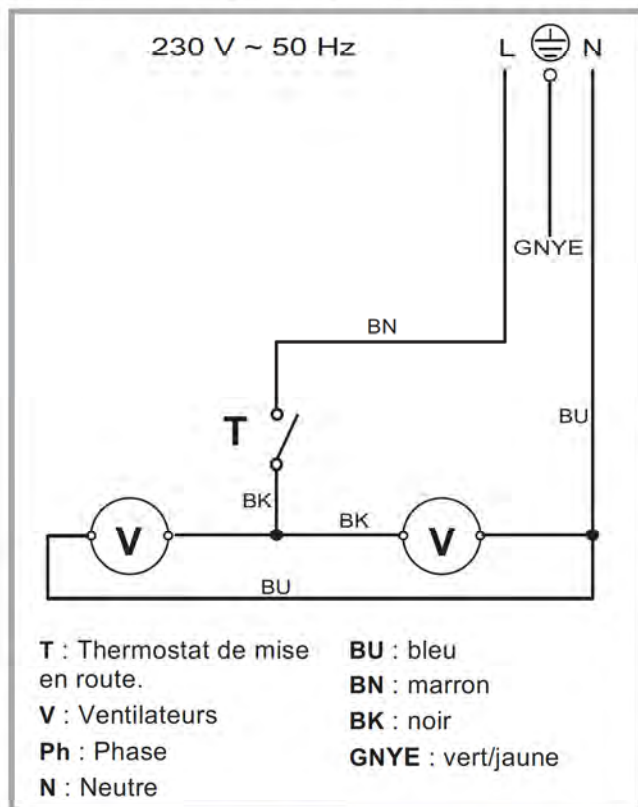 230 V ~ 50 Hz
L N
GNYE
BN
T
BU
BK
BK
V V
BU
T : Thermostat de mise
en route.
V : Ventilateurs
Ph : Phase
N : Neutre
BU : bleu
BN : marron
BK : noir
GNYE : vert/jaune